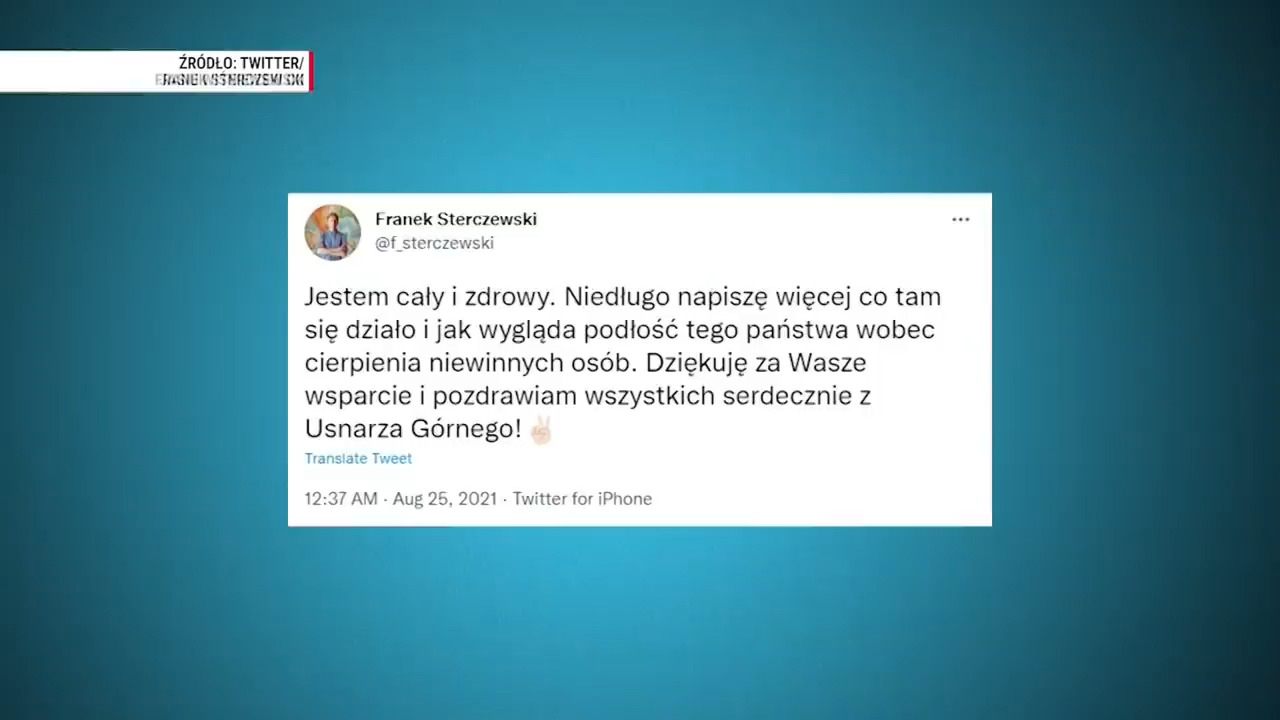 ŹRÓDŁO: TWITTER/
Franek Sterczewski
@f_sterczewski
Jestem cały i zdrowy. Niedługo napiszę więcej co tam
się działo i jak wygląda podłość tego państwa wobec
cierpienia niewinnych osób. Dziękuję za Wasze
wsparcie i pozdrawiam wszystkich serdecznie z
Usnarza Górnego! ✌🏻
Translate Tweet
12:37 AM · Aug 25, 2021 · Twitter for iPhone